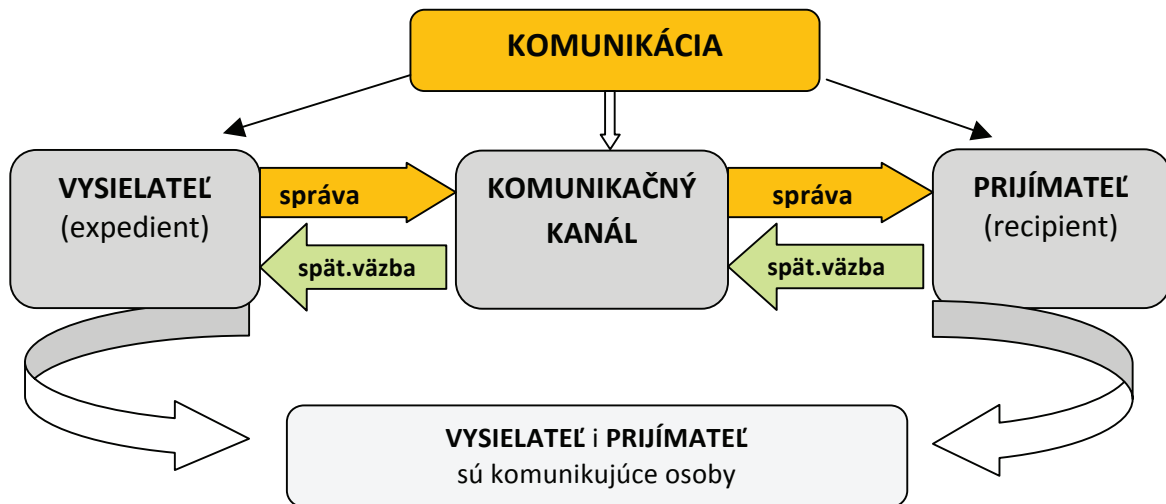 KOMUNIKÁCIA
VYSIELATEĽ
(expedient)
správa
spät.väzba
KOMUNIKAČNÝ
KANÁL
správa
spät.väzba
PRIJÍMATEĽ
(recipient)
VYSIELATEĽ i PRIJÍMATEĽ
sú komunikujúce osoby